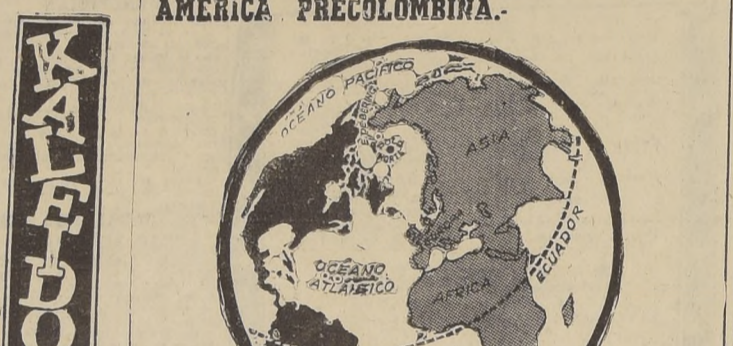 AMERICA PRECOLOMBINA.-
KALEIDO
OCEANO PACIFICO
ASIA
OCEANO
ATLANTICO
AFRICA
ECUADOR